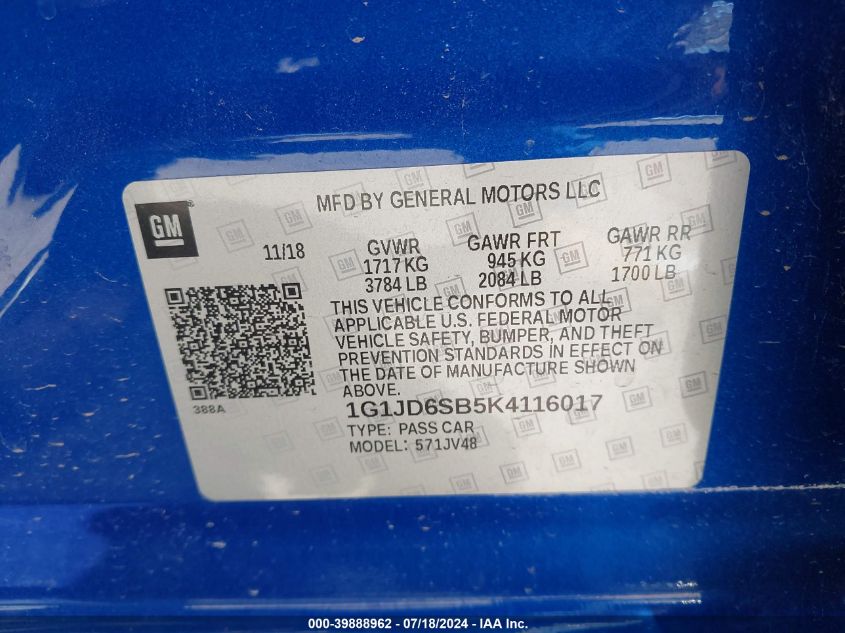 MFD BY GENERAL MOTORS LLC
GM
11/18
GVWR
1717 KG
3784 LB
GAWR FRT
945 KG
2084 LB
GAWR RR
771 KG
1700 LB
THIS VEHICLE CONFORMS TO ALL
APPLICABLE U.S. FEDERAL MOTOR
VEHICLE SAFETY, BUMPER, AND THEFT
PREVENTION STANDARDS IN EFFECT ON
THE DATE OF MANUFACTURE SHOWN
ABOVE.
388A
1G1JD6SB5K4116017
TYPE: PASS CAR
MODEL: 571JV48
000-39888962 - 07/18/2024 - IAA Inc.